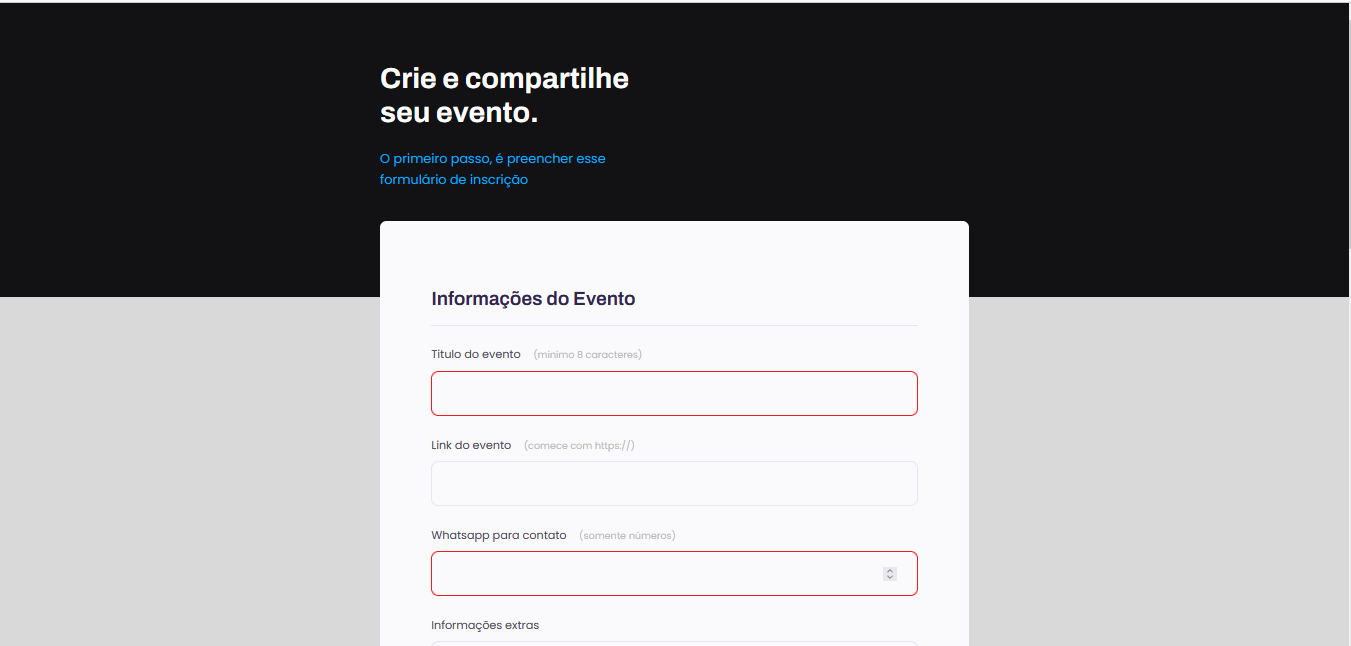 Crie e compartilhe
seu evento.
O primeiro passo, é preencher esse
formulário de inscrição
Informações do Evento
Título do evento (mínimo 8 caracteres)
Link do evento (comece com https://)
Whatsapp para contato (somente números)
Informações extras